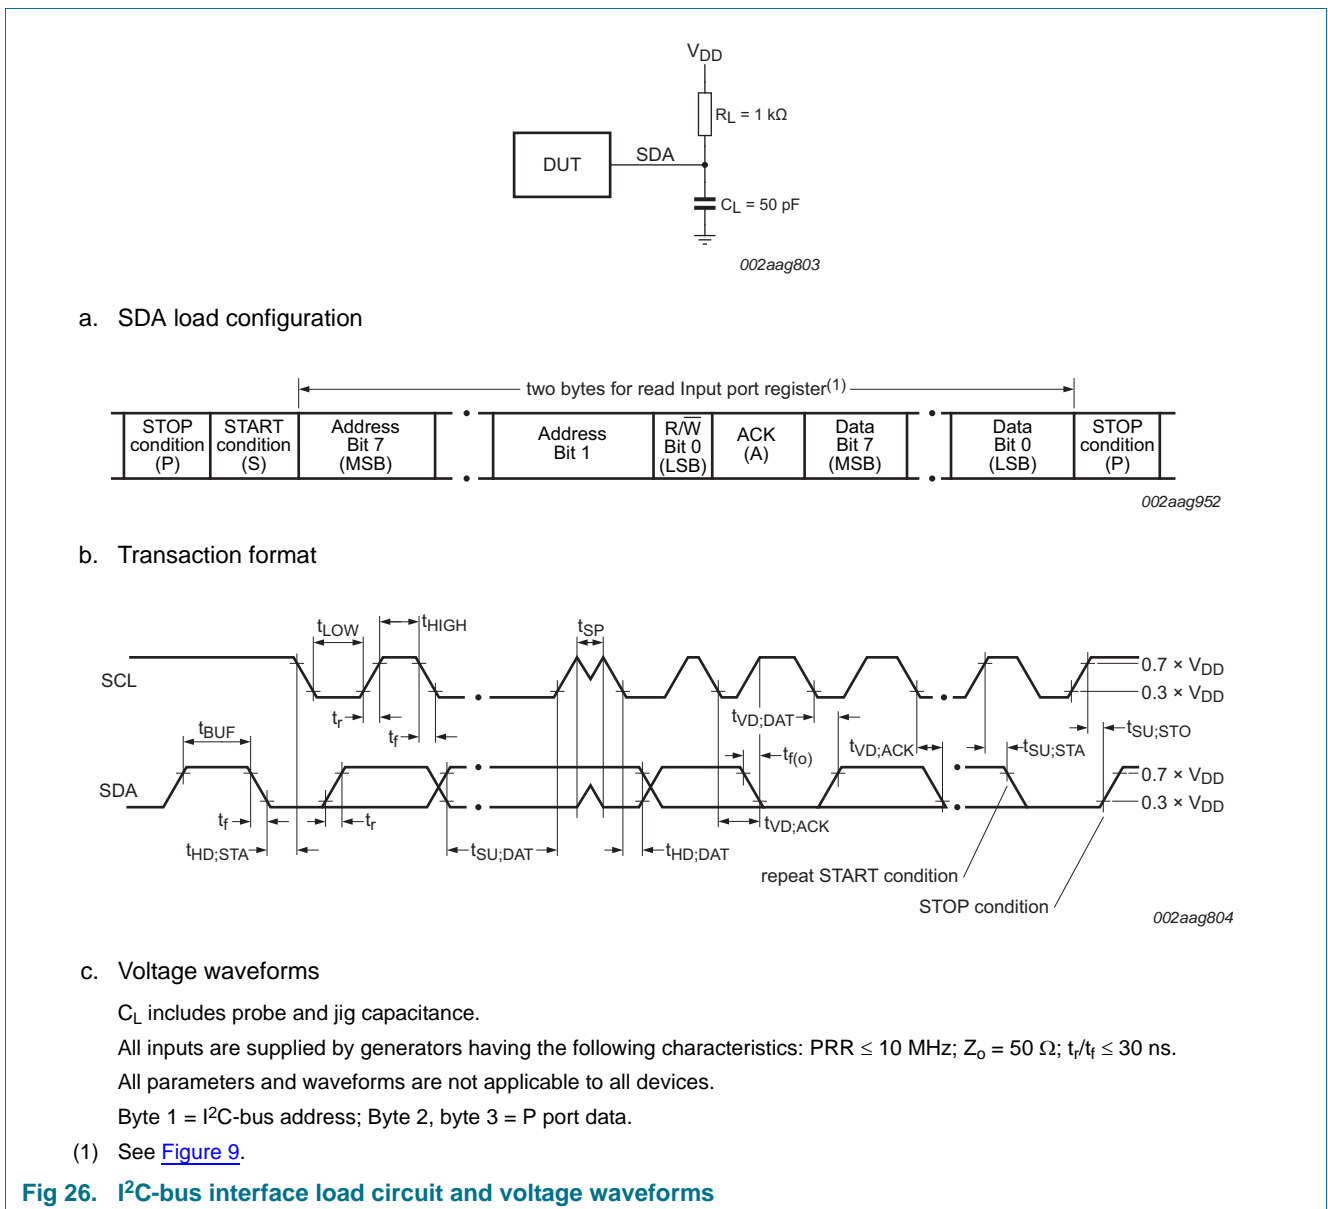 VDD
RL = 1 kΩ
DUT
SDA
CL = 50 pF
002aag803
a. SDA load configuration
two bytes for read Input port register(1)
STOP condition (P)
START condition (S)
Address Bit 7 (MSB)
Address Bit 1
R/W̅ Bit 0 (LSB)
ACK (A)
Data Bit 7 (MSB)
Data Bit 0 (LSB)
STOP condition (P)
002aag952
b. Transaction format
tLOW
tHIGH
tSP
SCL
0.7 × VDD
0.3 × VDD
tr
tf
tBUF
tVD;DAT
tf(o)
tVD;ACK
tSU;STA
tSU;STO
SDA
0.7 × VDD
0.3 × VDD
tf
tr
tVD;ACK
tHD;STA
tSU;DAT
tHD;DAT
repeat START condition
STOP condition
002aag804
c. Voltage waveforms
CL includes probe and jig capacitance.
All inputs are supplied by generators having the following characteristics: PRR ≤ 10 MHz; Zo = 50 Ω; tr/tf ≤ 30 ns.
All parameters and waveforms are not applicable to all devices.
Byte 1 = I2C-bus address; Byte 2, byte 3 = P port data.
(1) See Figure 9.
Fig 26. I2C-bus interface load circuit and voltage waveforms